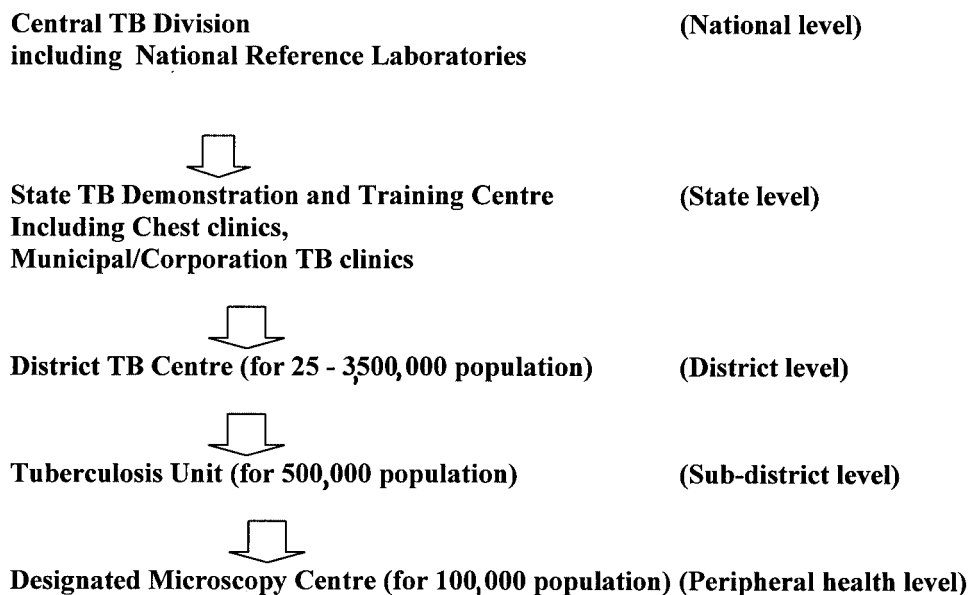 Central TB Division (National level)
including National Reference Laboratories
State TB Demonstration and Training Centre (State level)
Including Chest clinics,
Municipal/Corporation TB clinics
District TB Centre (for 25 - 3,500,000 population) (District level)
Tuberculosis Unit (for 500,000 population) (Sub-district level)
Designated Microscopy Centre (for 100,000 population) (Peripheral health level)